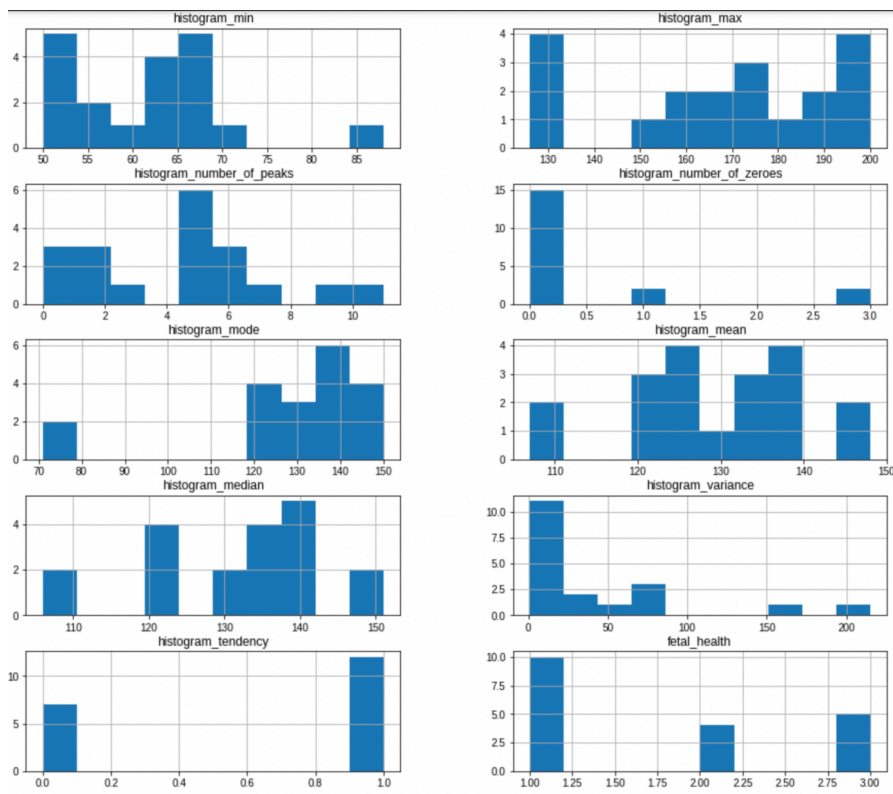 histogram_min
4
2
0
50 55 60 65 70 75 80 85
histogram_max
4
3
2
1
0
130 140 150 160 170 180 190 200
histogram_number_of_peaks
6
4
2
0
0 2 4 6 8 10
histogram_number_of_zeroes
15
10
5
0
0.0 0.5 1.0 1.5 2.0 2.5 3.0
histogram_mode
6
4
2
0
70 80 90 100 110 120 130 140 150
histogram_mean
4
3
2
1
0
110 120 130 140 150
histogram_median
4
2
0
110 120 130 140 150
histogram_variance
10.0
7.5
5.0
2.5
0.0
0 50 100 150 200
histogram_tendency
10
5
0
0.0 0.2 0.4 0.6 0.8 1.0
fetal_health
10.0
7.5
5.0
2.5
0.0
1.00 1.25 1.50 1.75 2.00 2.25 2.50 2.75 3.00